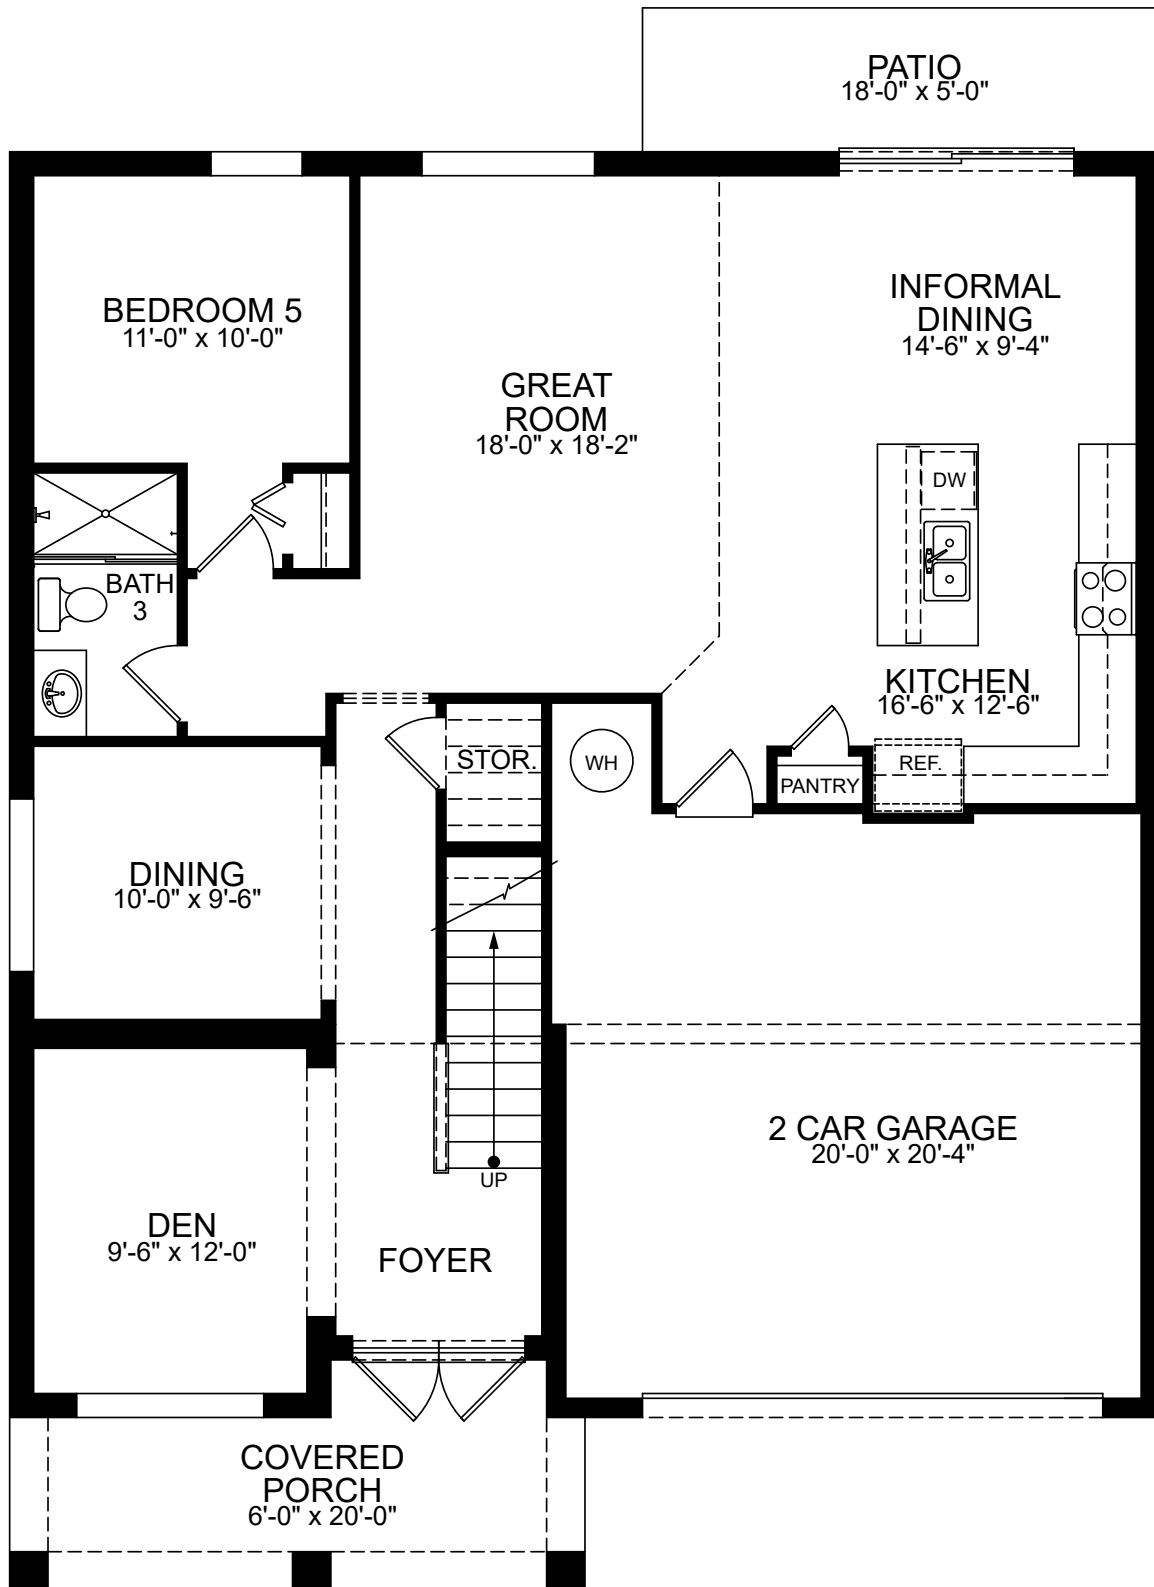 PATIO
18'-0" x 5'-0"
BEDROOM 5
11'-0" x 10'-0"
INFORMAL
DINING
14'-6" x 9'-4"
GREAT
ROOM
18'-0" x 18'-2"
DW
BATH
3
KITCHEN
16'-6" x 12'-6"
STOR.
WH
REF.
PANTRY
DINING
10'-0" x 9'-6"
2 CAR GARAGE
20'-0" x 20'-4"
UP
DEN
9'-6" x 12'-0"
FOYER
COVERED
PORCH
6'-0" x 20'-0"